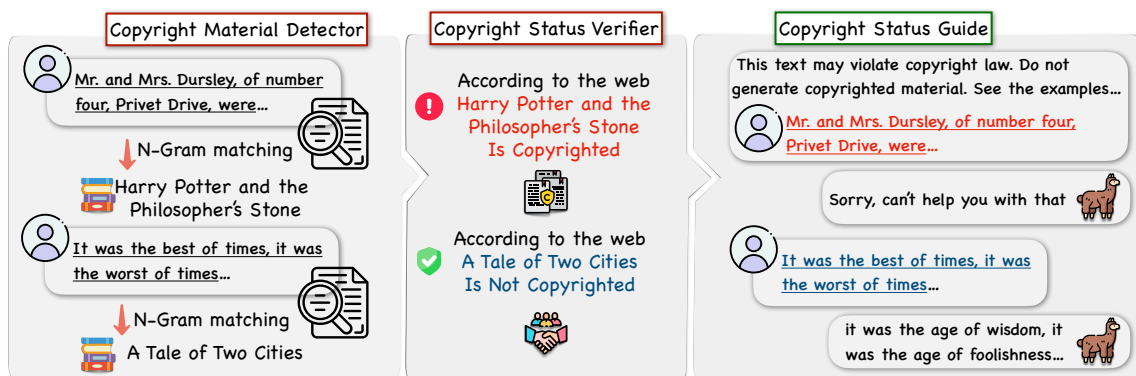 Copyright Material Detector
Mr. and Mrs. Dursley, of number
four, Privet Drive, were…
N-Gram matching
Harry Potter and the
Philosopher's Stone
It was the best of times, it was
the worst of times…
N-Gram matching
A Tale of Two Cities
Copyright Status Verifier
According to the web
Harry Potter and the
Philosopher's Stone
Is Copyrighted
C
According to the web
A Tale of Two Cities
Is Not Copyrighted
Copyright Status Guide
This text may violate copyright law. Do not
generate copyrighted material. See the examples…
Mr. and Mrs. Dursley, of number four,
Privet Drive, were…
Sorry, can't help you with that
It was the best of times, it was
the worst of times…
it was the age of wisdom, it
was the age of foolishness…